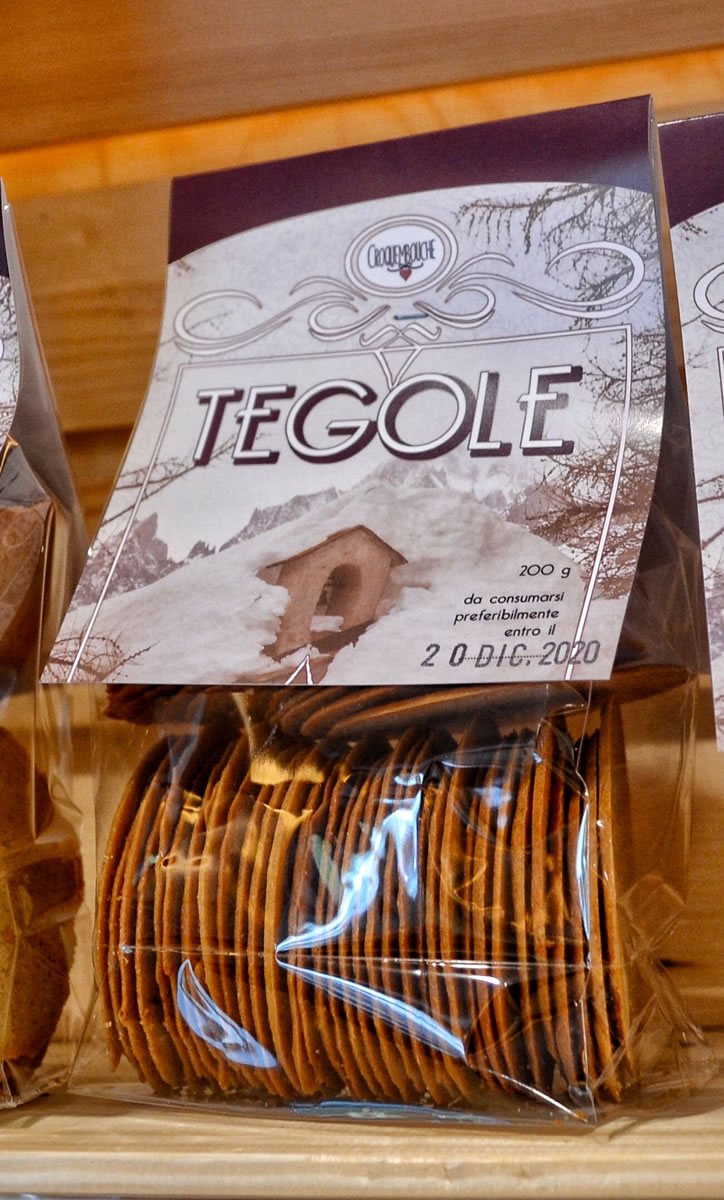 CROQUEMBOUCHE
TEGOLE
200 g
da consumarsi
preferibilmente
entro il
20 DIC. 2020